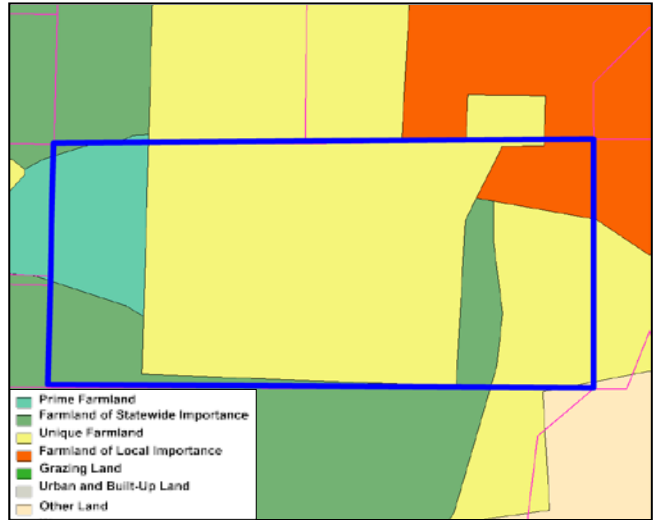 Prime Farmland
Farmland of Statewide Importance
Unique Farmland
Farmland of Local Importance
Grazing Land
Urban and Built-Up Land
Other Land